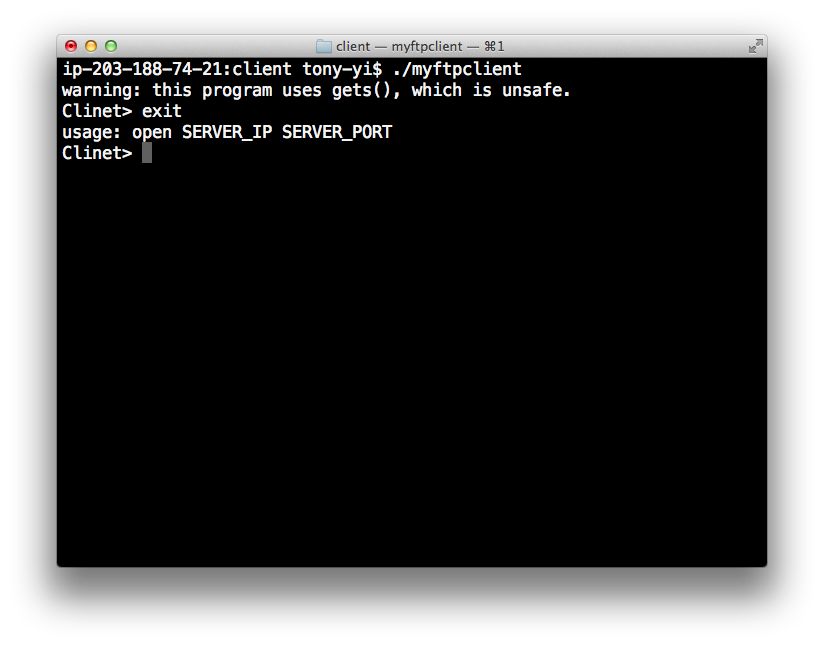 client — myftpclient — ⌘1
ip-203-188-74-21:client tony-yi$ ./myftpclient
warning: this program uses gets(), which is unsafe.
Clinet> exit
usage: open SERVER_IP SERVER_PORT
Clinet>